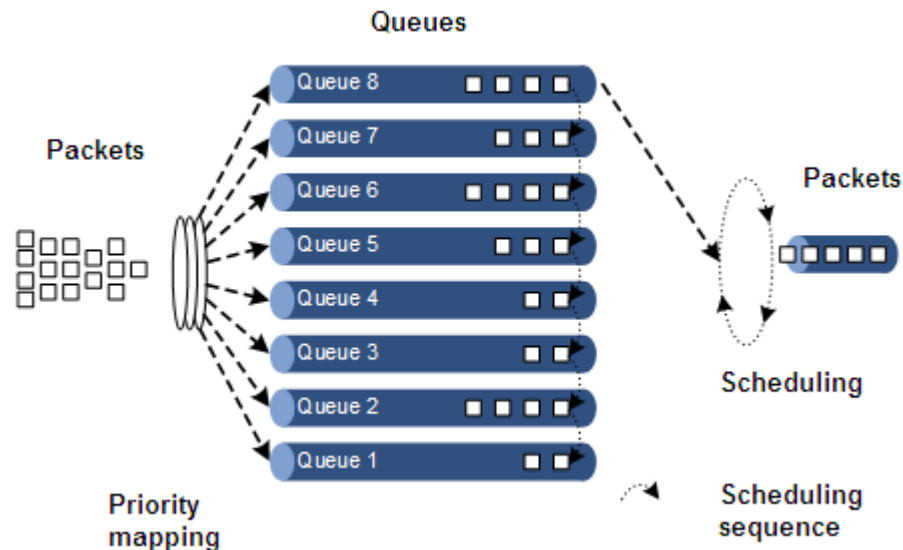 Queues
Queue 8
Queue 7
Packets
Queue 6
Packets
Queue 5
Queue 4
Queue 3
Scheduling
Queue 2
Queue 1
Priority
mapping
Scheduling
sequence